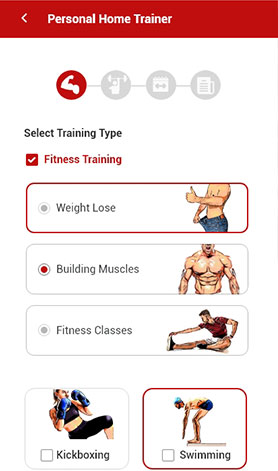 Personal Home Trainer
Select Training Type
Fitness Training
Weight Lose
Building Muscles
Fitness Classes
Kickboxing
Swimming